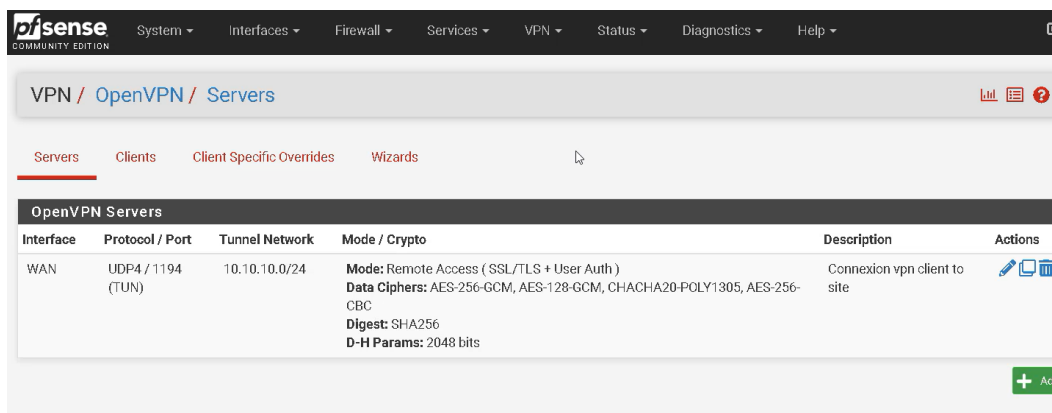 pfsense System Interfaces Firewall Services VPN Status Diagnostics Help
COMMUNITY EDITION
VPN / OpenVPN / Servers
Servers Clients Client Specific Overrides Wizards
OpenVPN Servers
Interface Protocol / Port Tunnel Network Mode / Crypto Description Actions
WAN UDP4 / 1194 10.10.10.0/24 Mode: Remote Access ( SSL/TLS + User Auth ) Connexion vpn client to
(TUN) Data Ciphers: AES-256-GCM, AES-128-GCM, CHACHA20-POLY1305, AES-256- site
CBC
Digest: SHA256
D-H Params: 2048 bits